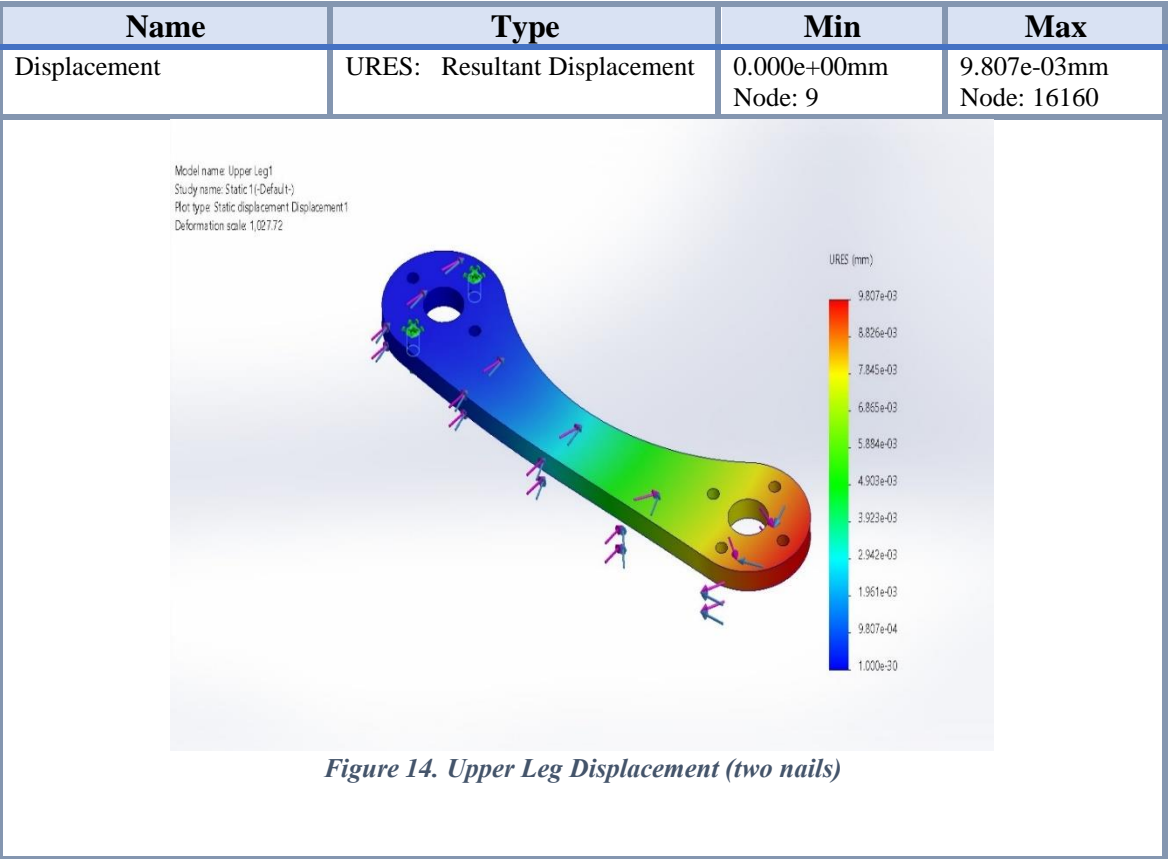 Name Type Min Max
Displacement URES: Resultant Displacement 0.000e+00mm 9.807e-03mm
Node: 9 Node: 16160
Model name: Upper Leg1
Study name: Static 1(-Default-)
Plot type: Static displacement Displacement1
Deformation scale: 1,027.72
URES (mm)
9.807e-03
8.826e-03
7.845e-03
6.865e-03
5.884e-03
4.903e-03
3.923e-03
2.942e-03
1.961e-03
9.807e-04
1.000e-30
Figure 14. Upper Leg Displacement (two nails)